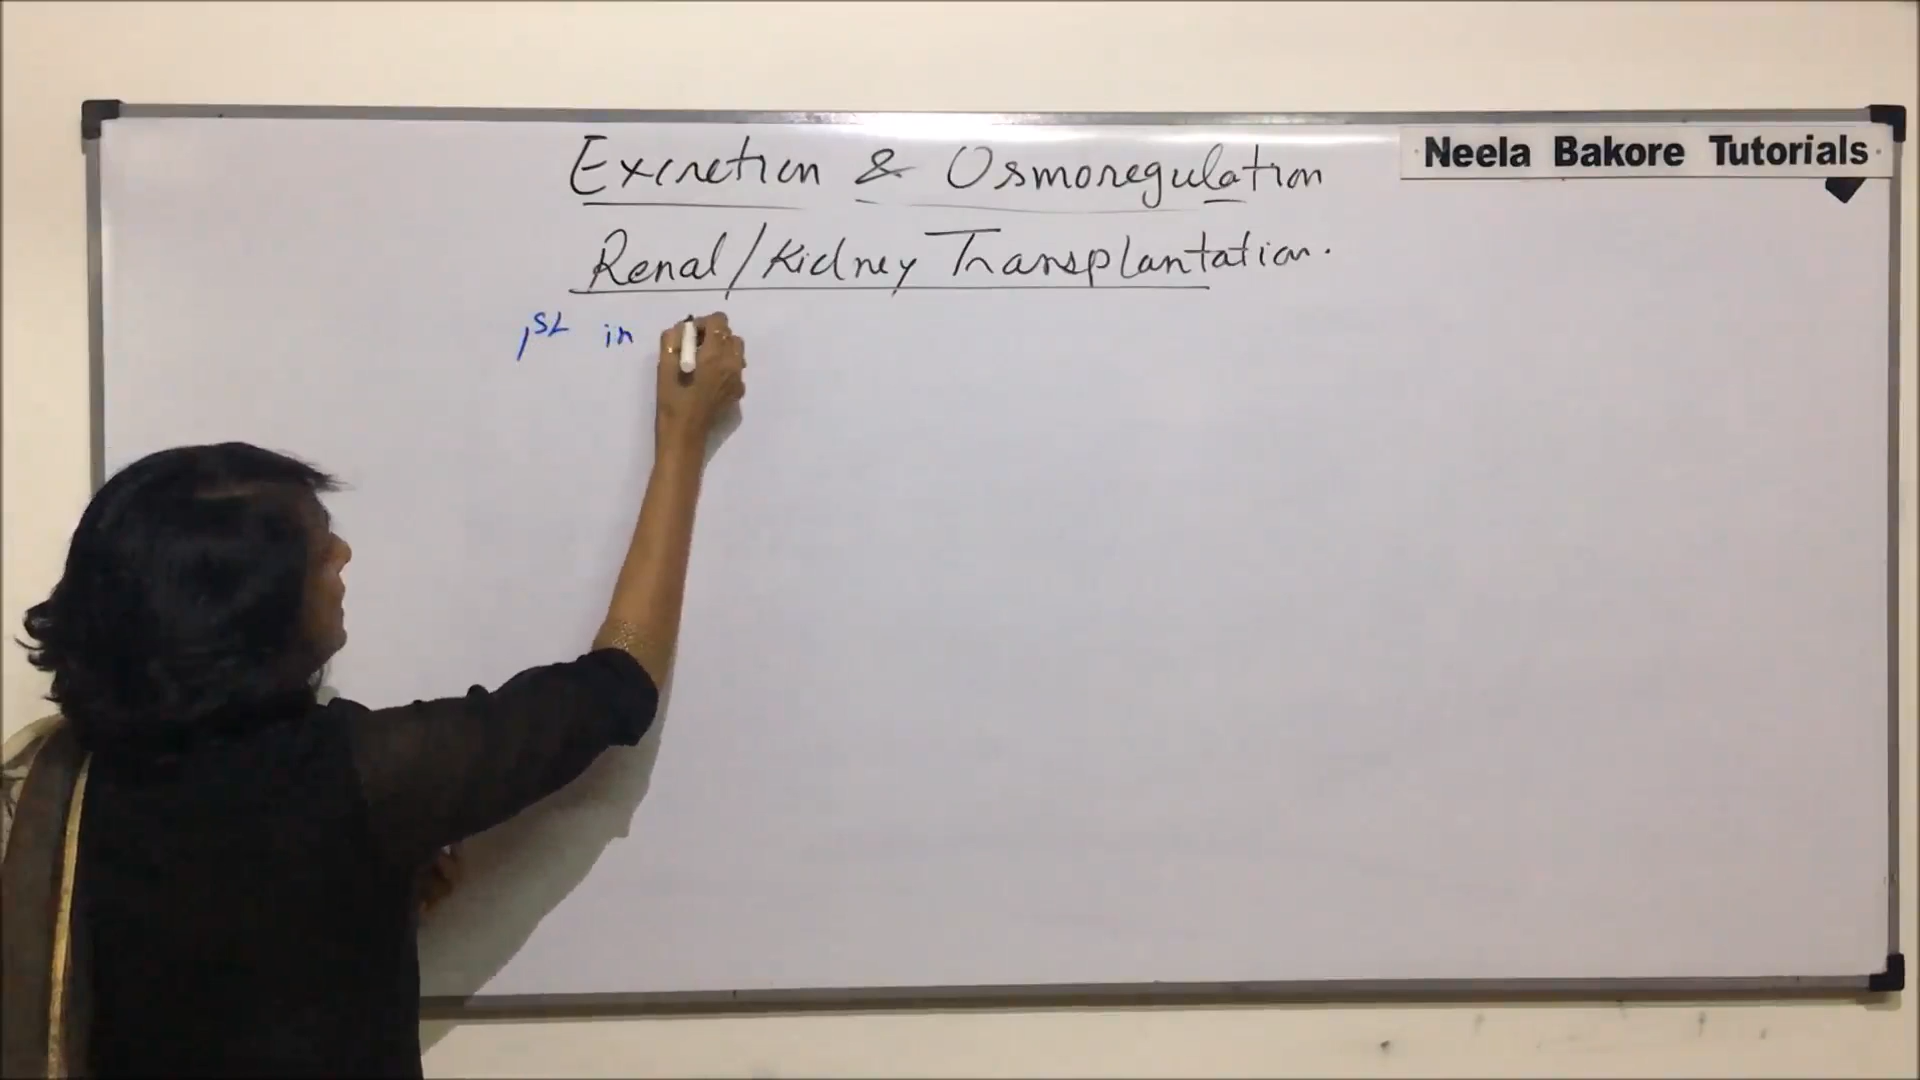 Excretion & Osmoregulation
Neela Bakore Tutorials
Renal/Kidney Transplantation.
1st in